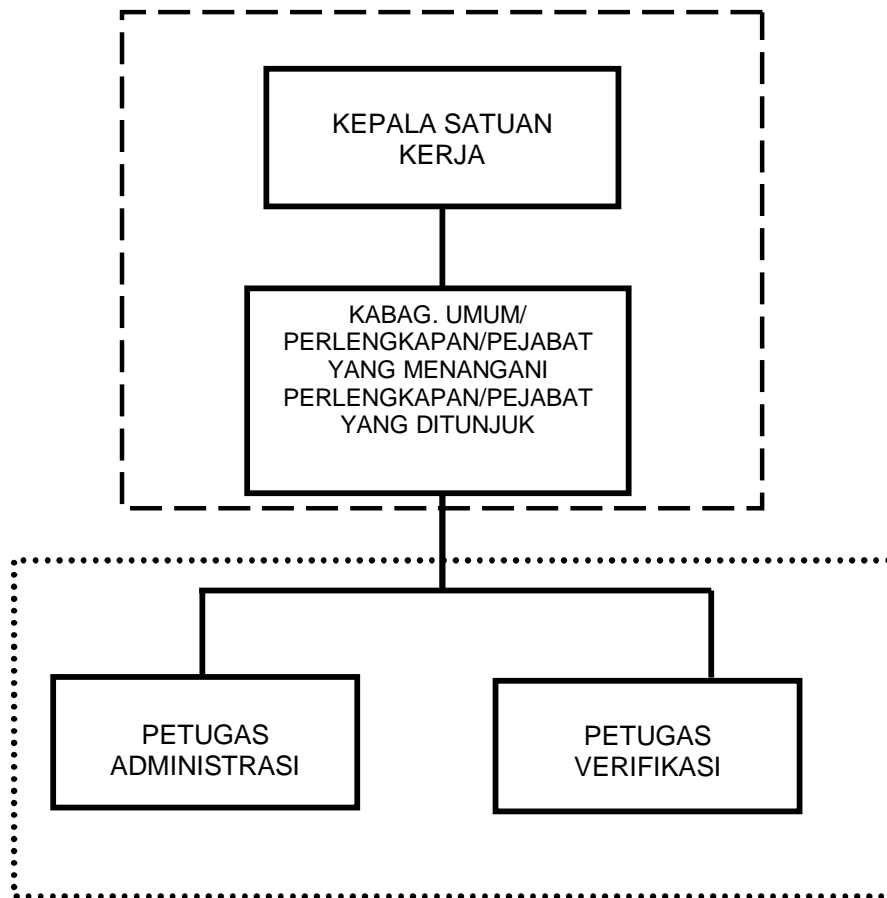 KEPALA SATUAN
KERJA
KABAG. UMUM/
PERLENGKAPAN/PEJABAT
YANG MENANGANI
PERLENGKAPAN/PEJABAT
YANG DITUNJUK
PETUGAS
ADMINISTRASI
PETUGAS
VERIFIKASI